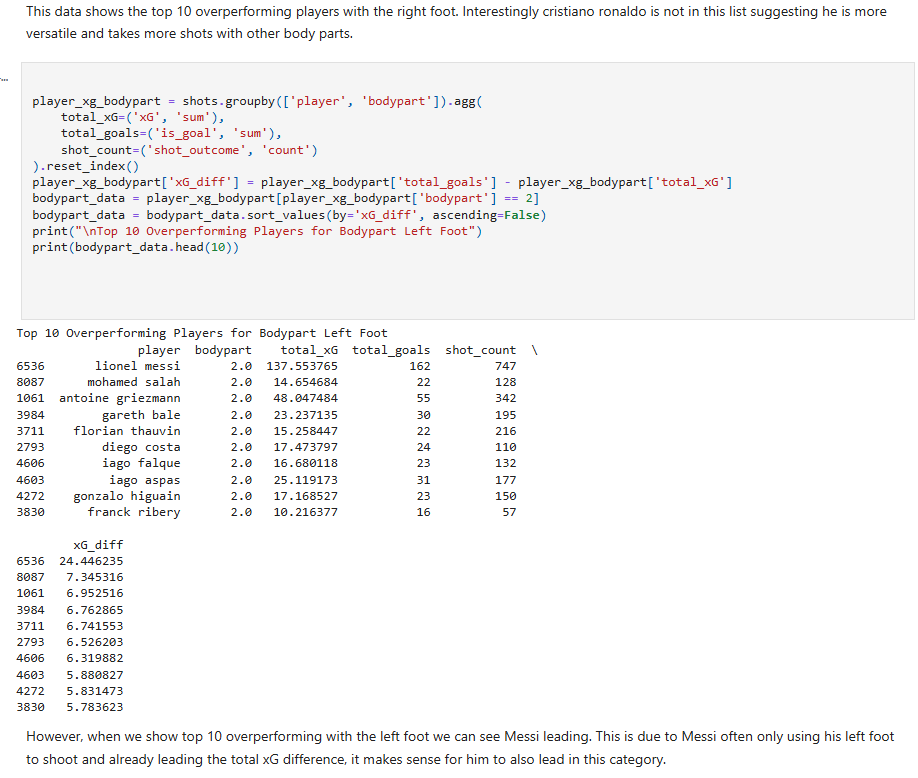 This data shows the top 10 overperforming players with the right foot. Interestingly cristiano ronaldo is not in this list suggesting he is more
versatile and takes more shots with other body parts.
player_xg_bodypart = shots.groupby(['player', 'bodypart']).agg(
    total_xG=('xG', 'sum'),
    total_goals=('is_goal', 'sum'),
    shot_count=('shot_outcome', 'count')
).reset_index()
player_xg_bodypart['xG_diff'] = player_xg_bodypart['total_goals'] - player_xg_bodypart['total_xG']
bodypart_data = player_xg_bodypart[player_xg_bodypart['bodypart'] == 2]
bodypart_data = bodypart_data.sort_values(by='xG_diff', ascending=False)
print("\nTop 10 Overperforming Players for Bodypart Left Foot")
print(bodypart_data.head(10))
Top 10 Overperforming Players for Bodypart Left Foot
                player  bodypart    total_xG  total_goals  shot_count  \
6536      lionel messi       2.0  137.553765          162         747
8087     mohamed salah       2.0   14.654684           22         128
1061  antoine griezmann       2.0   48.047484           55         342
3984       gareth bale       2.0   23.237135           30         195
3711   florian thauvin       2.0   15.258447           22         216
2793       diego costa       2.0   17.473797           24         110
4606       iago falque       2.0   16.680118           23         132
4603        iago aspas       2.0   25.119173           31         177
4272   gonzalo higuain       2.0   17.168527           23         150
3830     franck ribery       2.0   10.216377           16          57
        xG_diff
6536  24.446235
8087   7.345316
1061   6.952516
3984   6.762865
3711   6.741553
2793   6.526203
4606   6.319882
4603   5.880827
4272   5.831473
3830   5.783623
However, when we show top 10 overperforming with the left foot we can see Messi leading. This is due to Messi often only using his left foot
to shoot and already leading the total xG difference, it makes sense for him to also lead in this category.